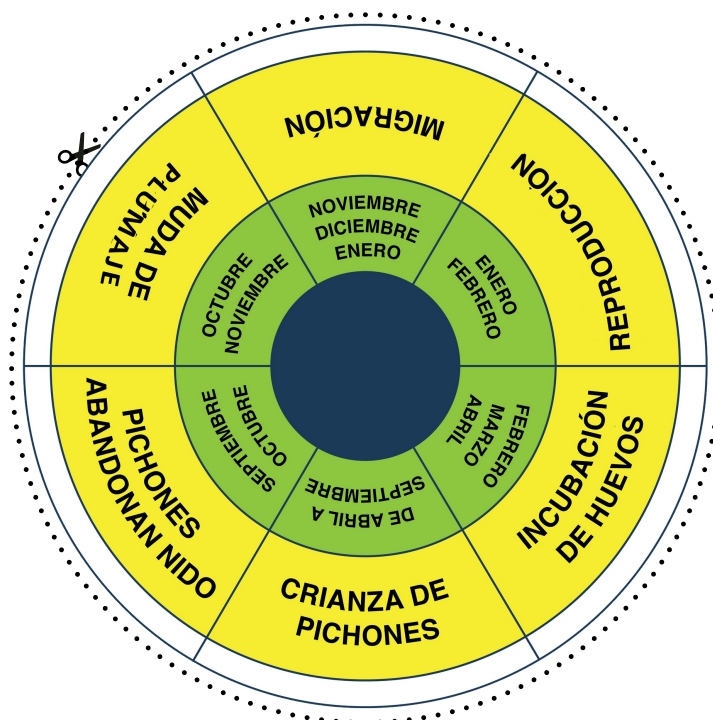 MIGRACIÓN
NOVIEMBRE
DICIEMBRE
ENERO
REPRODUCCIÓN
ENERO
FEBRERO
INCUBACIÓN
DE HUEVOS
FEBRERO
MARZO
ABRIL
CRIANZA DE
PICHONES
DE ABRIL A
SEPTIEMBRE
PICHONES
ABANDONAN NIDO
SEPTIEMBRE
OCTUBRE
MUDA DE
PLUMAJE
OCTUBRE
NOVIEMBRE